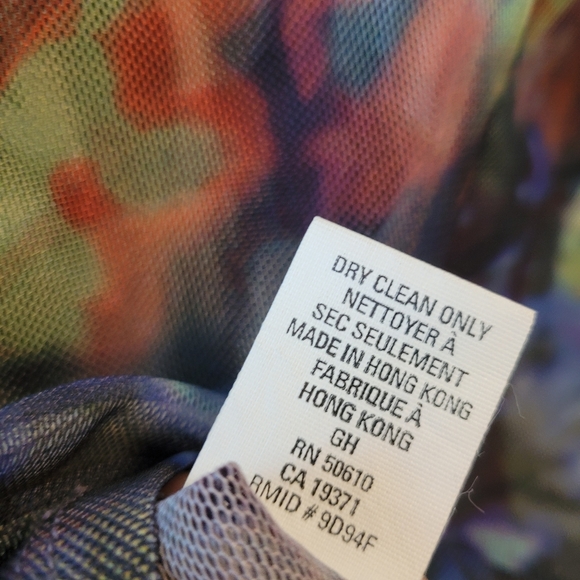 DRY CLEAN ONLY
NETTOYER À
SEC SEULEMENT
MADE IN HONG KONG
FABRIQUE À
HONG KONG
GH
RN 50610
CA 19371
RMID # 9D94F